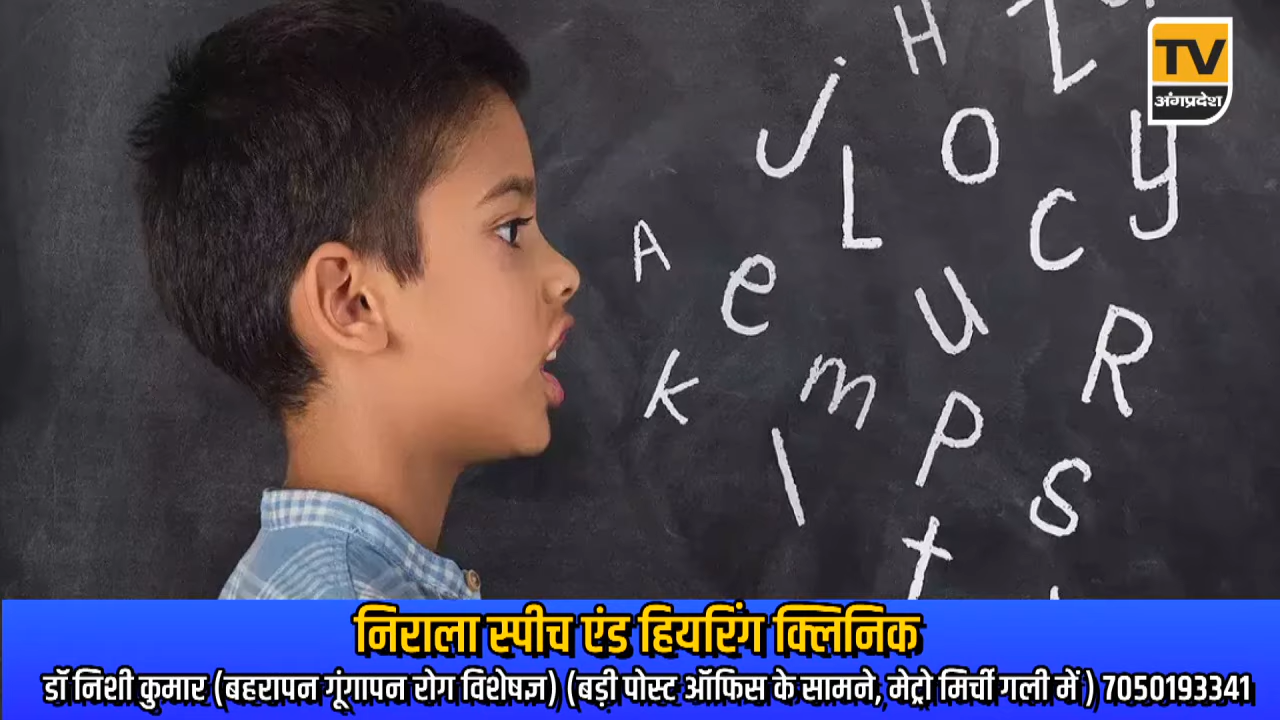 H
Z
TV
अंगप्रदेश
J
L
O
y
C
A
e
u
R
K
m
P
l
S
t
निराला स्पीच एंड हियरिंग क्लिनिक
डॉ निशी कुमार (बहरापन गूंगापन रोग विशेषज्ञ) (बड़ी पोस्ट ऑफिस के सामने, मेट्रो मिर्ची गली में ) 7050193341